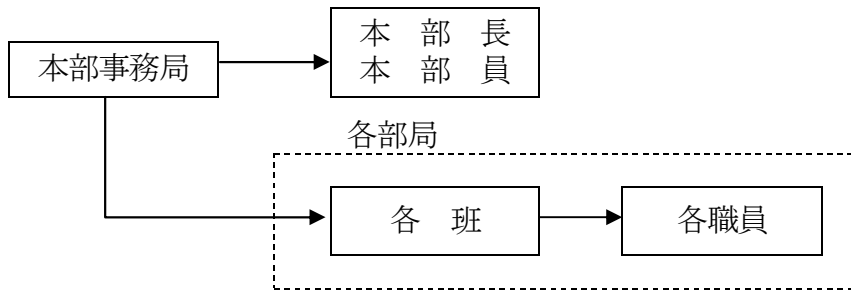 本部事務局
本　部　長
本　部　員
各部局
各　班
各職員